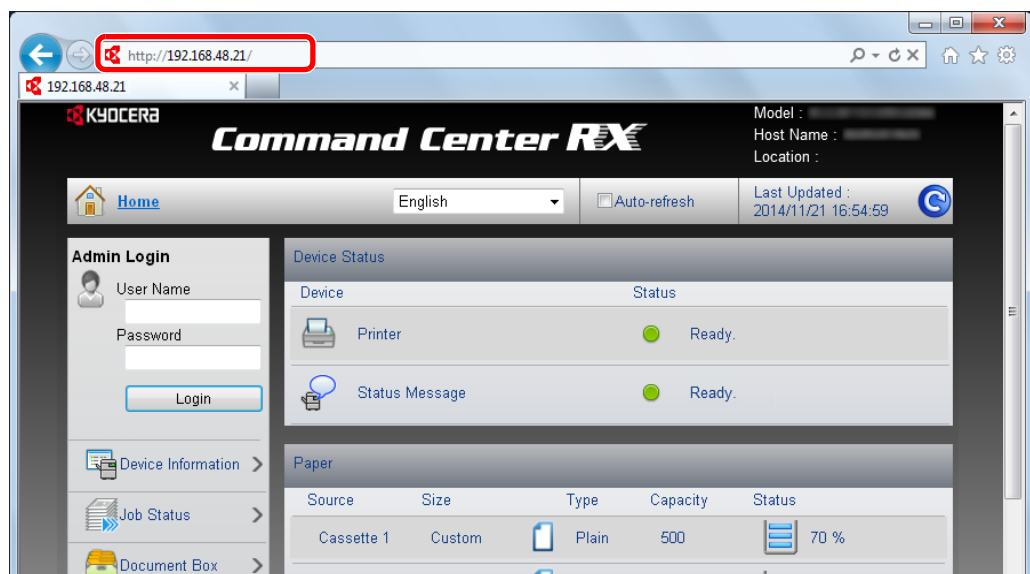 http://192.168.48.21/
192.168.48.21
KYOCERA
Command Center RX
Model :
Host Name :
Location :
Home
English
Auto-refresh
Last Updated :
2014/11/21 16:54:59
Admin Login
User Name
Password
Login
Device Information
Job Status
Document Box
Device Status
Device Status
Printer Ready.
Status Message Ready.
Paper
Source Size Type Capacity Status
Cassette 1 Custom Plain 500 70 %